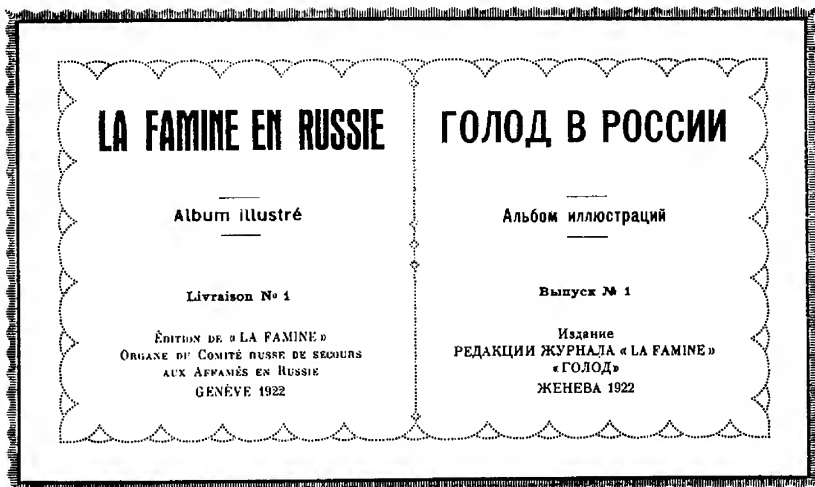 LA FAMINE EN RUSSIE
Album illustré
Livraison No 1
ÉDITION DE « LA FAMINE »
ORGANE DU COMITÉ RUSSE DE SECOURS
AUX AFFAMÉS EN RUSSIE
GENÈVE 1922
ГОЛОД В РОССИИ
Альбом иллюстраций
Выпуск № 1
Издание
РЕДАКЦИИ ЖУРНАЛА « LA FAMINE »
«ГОЛОД»
ЖЕНЕВА 1922